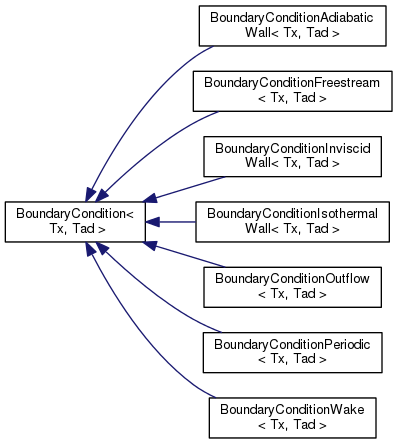 BoundaryConditionAdiabatic
Wall< Tx, Tad >
BoundaryConditionFreestream
< Tx, Tad >
BoundaryConditionInviscid
Wall< Tx, Tad >
BoundaryCondition<
Tx, Tad >
BoundaryConditionIsothermal
Wall< Tx, Tad >
BoundaryConditionOutflow
< Tx, Tad >
BoundaryConditionPeriodic
< Tx, Tad >
BoundaryConditionWake
< Tx, Tad >